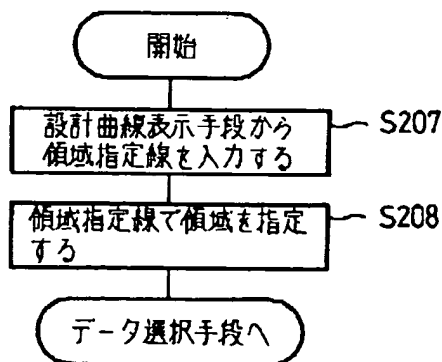 開始
設計曲線表示手段から
領域指定線を入力する
S207
領域指定線で領域を指定
する
S208
データ選択手段へ